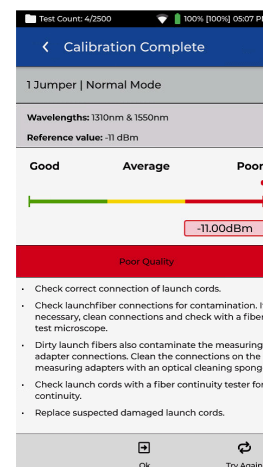 Test Count: 4/2500 100% [100%] 05:07 P
Calibration Complete
1 Jumper | Normal Mode
Wavelengths: 1310nm & 1550nm
Reference value: -11 dBm
Good Average Poor
-11.00dBm
Poor Quality
• Check correct connection of launch cords.
• Check launchfiber connections for contamination. I
necessary, clean connections and check with a fiber
test microscope.
• Dirty launch fibers also contaminate the measuring
adapter connections. Clean the connections on the
measuring adapters with an optical cleaning spong
• Check launch cords with a fiber continuity tester for
continuity.
• Replace suspected damaged launch cords.
Ok Try Again